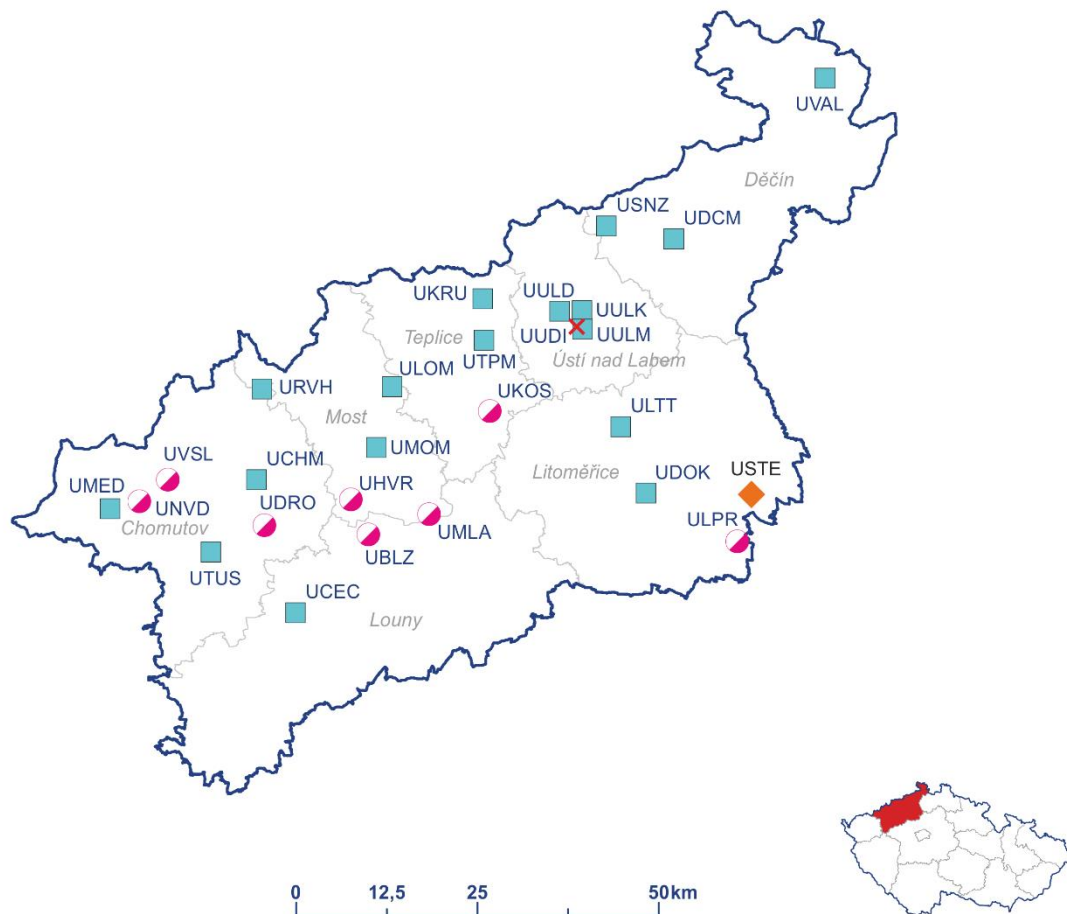 UVAL
Děčín
USNZ
UDCM
UKRU
UULD
UULK
Teplice
UUDI
UULM
UTPM
Ústí nad Labem
ULOM
URVH
UKOS
Most
ULTT
UVSL
UCHM
UMOM
Litoměřice
UDOK
USTE
UMED
UNVD
UDRO
UHVR
ULPR
Chomutov
UMLA
UBLZ
UTUS
UCEC
Louny
0 12,5 25 50km